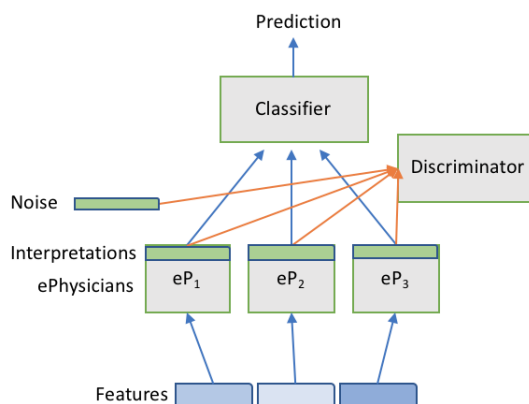 Prediction
Classifier
Discriminator
Noise
Interpretations
ePhysicians
eP1
eP2
eP3
Features